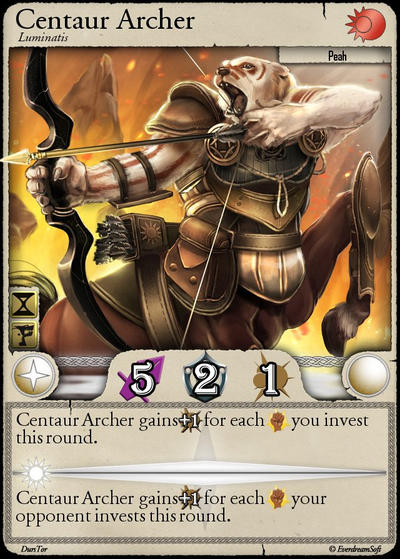 Centaur Archer
Luminatis
Peah
5 2 1
Centaur Archer gains +1 for each you invest
this round.
Centaur Archer gains +1 for each your
opponent invests this round.
DursTor
© EverdreamSoft